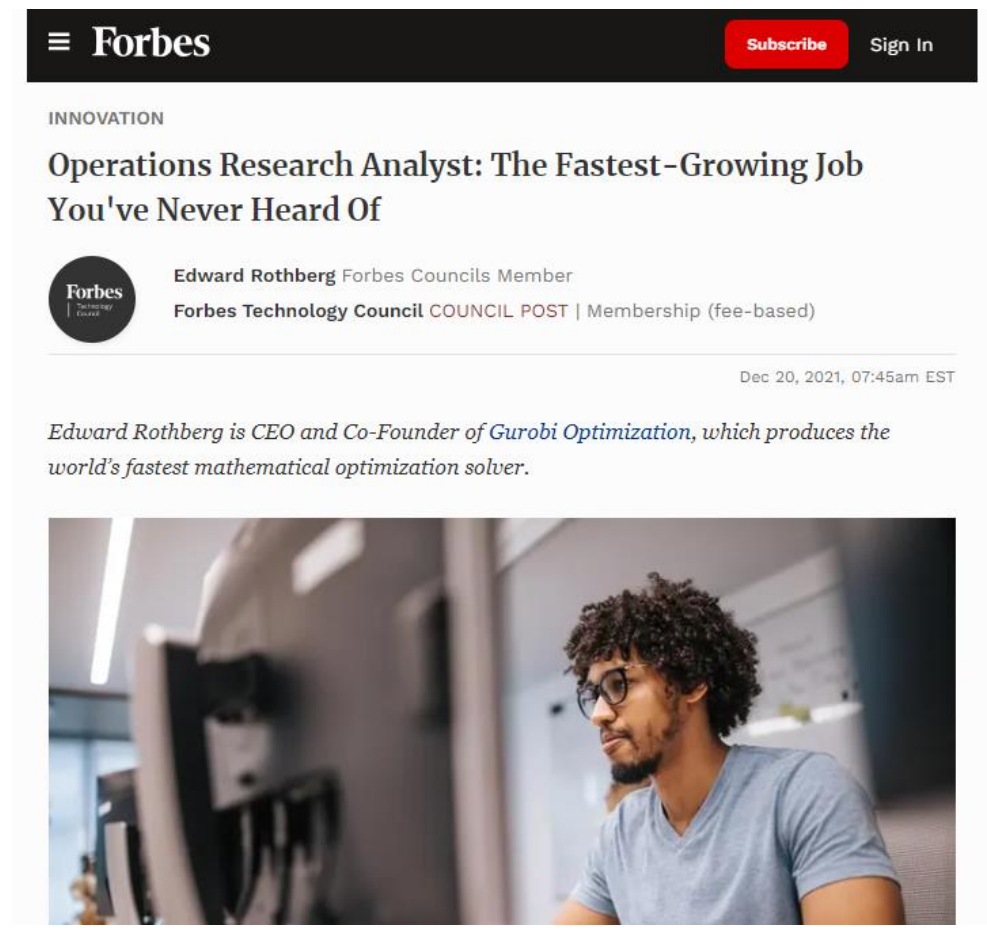 Forbes
Subscribe
Sign In
INNOVATION
Operations Research Analyst: The Fastest-Growing Job
You've Never Heard Of
Forbes
Technology
Council
Edward Rothberg Forbes Councils Member
Forbes Technology Council COUNCIL POST | Membership (fee-based)
Dec 20, 2021, 07:45am EST
Edward Rothberg is CEO and Co-Founder of Gurobi Optimization, which produces the
world's fastest mathematical optimization solver.